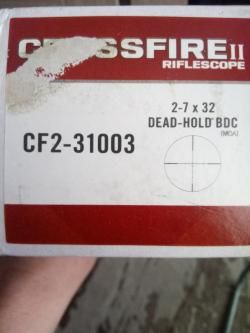 CROSSFIRE II
RIFLESCOPE
2-7 x 32
DEAD-HOLD® BDC
(MOA)
CF2-31003